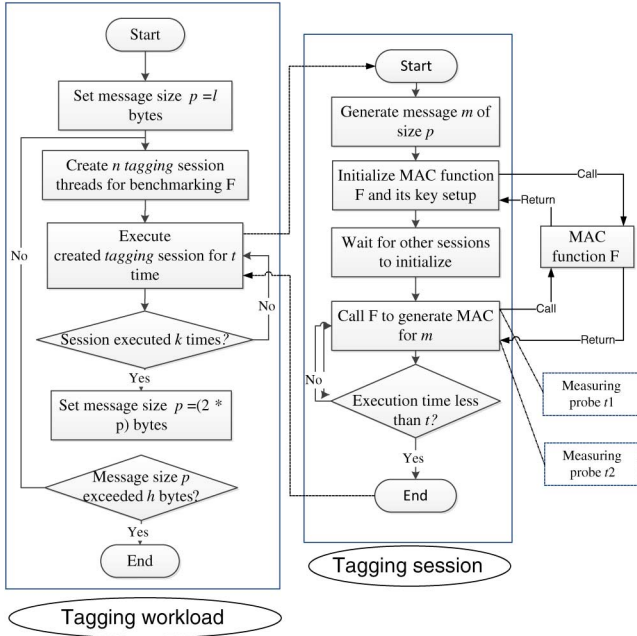 Start
Set message size p =l
bytes
Create n tagging session
threads for benchmarking F
Execute
created tagging session for t
time
No
No
Session executed k times?
Yes
Set message size p =(2 *
p) bytes
Message size p
exceeded h bytes?
Yes
End
Tagging workload
Start
Generate message m of
size p
Initialize MAC function
F and its key setup
Call
Return
MAC
function F
Wait for other sessions
to initialize
Call F to generate MAC
for m
Call
Return
No
Execution time less
than t?
Yes
End
Measuring
probe t1
Measuring
probe t2
Tagging session